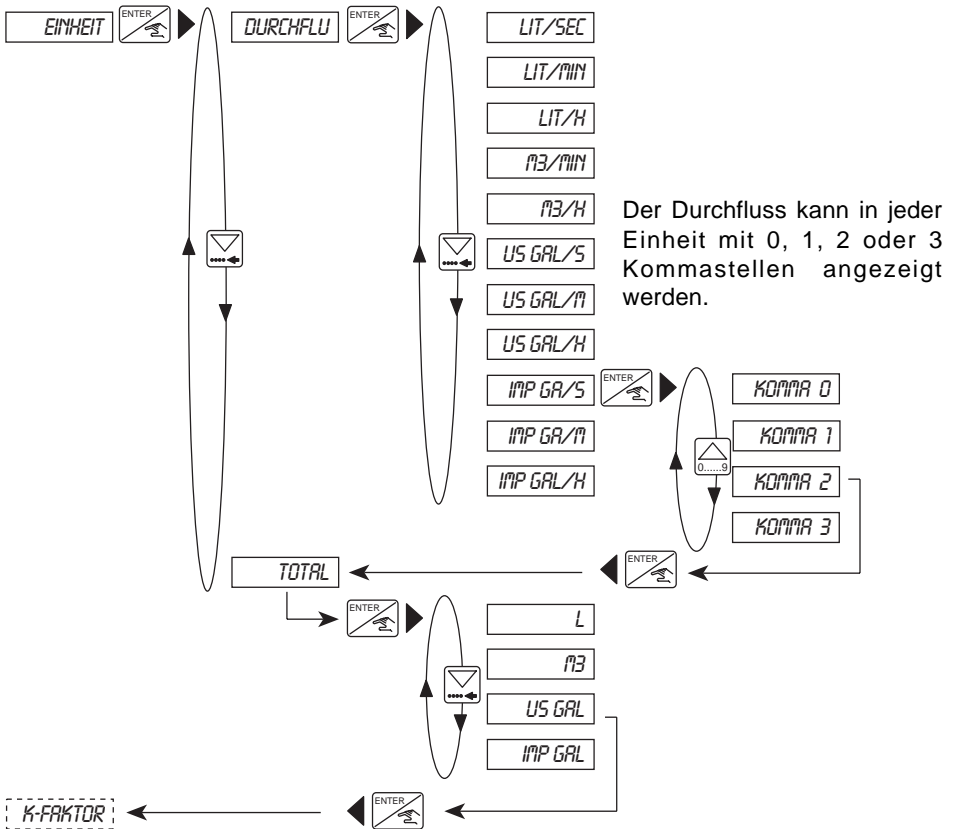 EINHEIT ENTER DURCHFLU ENTER LIT/SEC
LIT/MIN
LIT/H
M3/MIN
M3/H
US GAL/S
US GAL/M
US GAL/H
IMP GA/S ENTER KOMMA 0
IMP GA/M KOMMA 1
0......9
IMP GAL/H KOMMA 2
KOMMA 3
Der Durchfluss kann in jeder
Einheit mit 0, 1, 2 oder 3
Kommastellen angezeigt
werden.
TOTAL ENTER
ENTER L
M3
US GAL
IMP GAL
K-FAKTOR ENTER